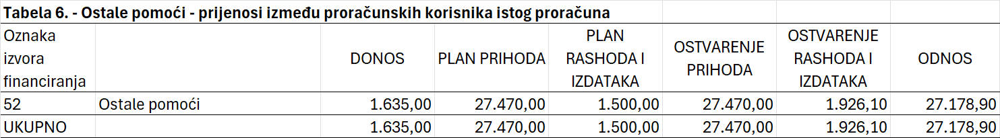 Tabela 6. - Ostale pomoći - prijenosi između proračunskih korisnika istog proračuna
Oznaka izvora financiranja DONOS PLAN PRIHODA PLAN RASHODA I IZDATAKA OSTVARENJE PRIHODA OSTVARENJE RASHODA I IZDATAKA ODNOS
52 Ostale pomoći 1.635,00 27.470,00 1.500,00 27.470,00 1.926,10 27.178,90
UKUPNO 1.635,00 27.470,00 1.500,00 27.470,00 1.926,10 27.178,90